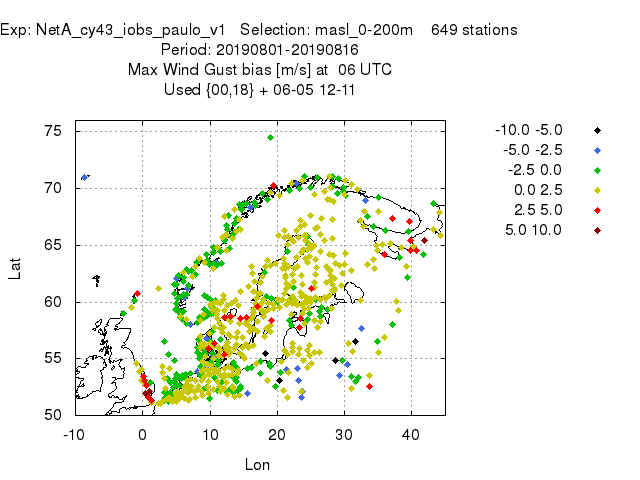 Exp: NetA_cy43_iobs_paulo_v1 Selection: masl_0-200m 649 stations
Period: 20190801-20190816
Max Wind Gust bias [m/s] at 06 UTC
Used {00,18} + 06-05 12-11
75
70
65
60
55
50
-10 0 10 20 30 40
Lat
Lon
-10.0 -5.0
-5.0 -2.5
-2.5 0.0
0.0 2.5
2.5 5.0
5.0 10.0